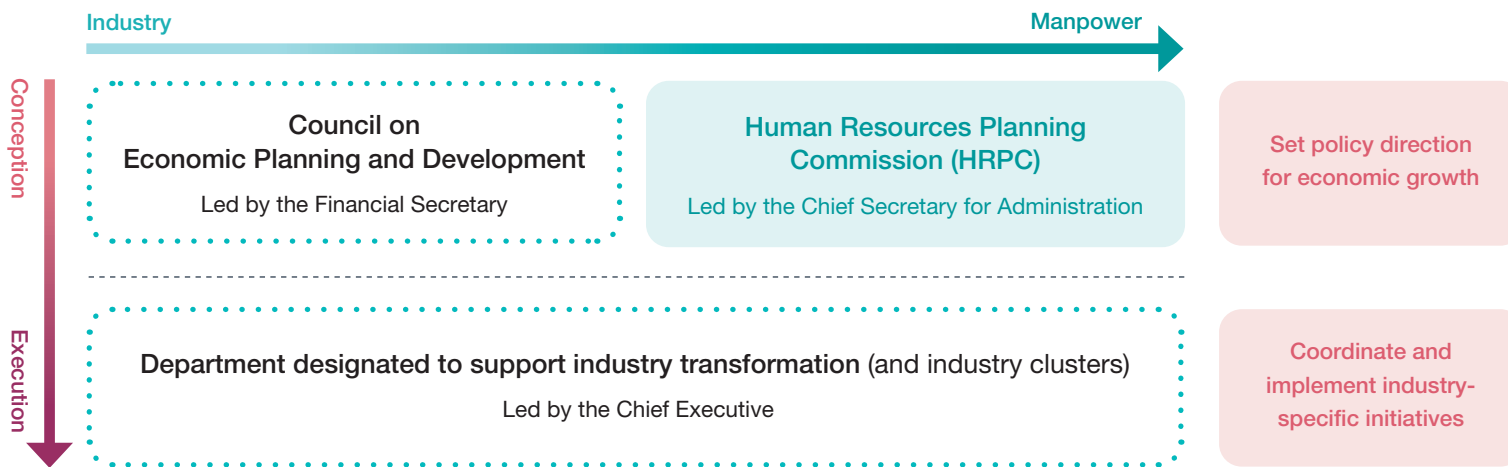 Industry
Manpower
Conception
Council on
Economic Planning and Development
Led by the Financial Secretary
Human Resources Planning
Commission (HRPC)
Led by the Chief Secretary for Administration
Set policy direction
for economic growth
Execution
Department designated to support industry transformation (and industry clusters)
Led by the Chief Executive
Coordinate and
implement industry-
specific initiatives